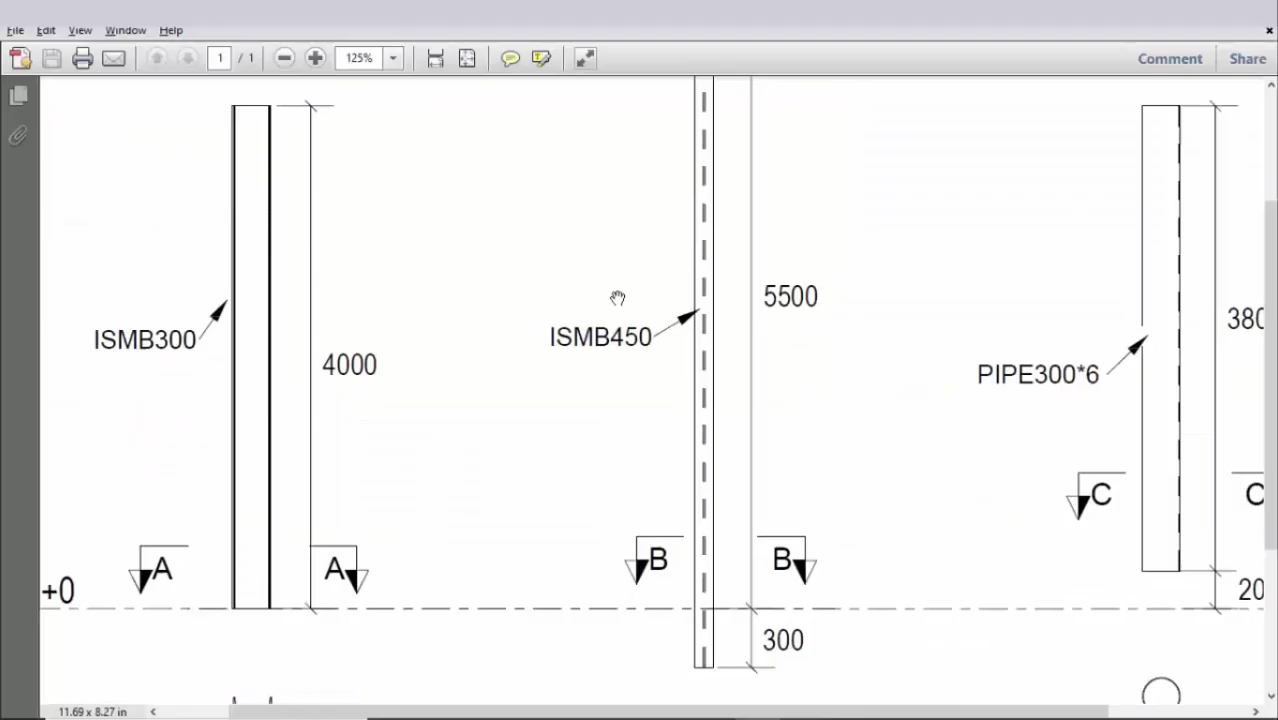 File Edit View Window Help
1 / 1 125% Comment Share
5500
380
ISMB300
ISMB450
4000
PIPE300*6
C C
B B
A A
+0
20
300
11.69 x 8.27 in